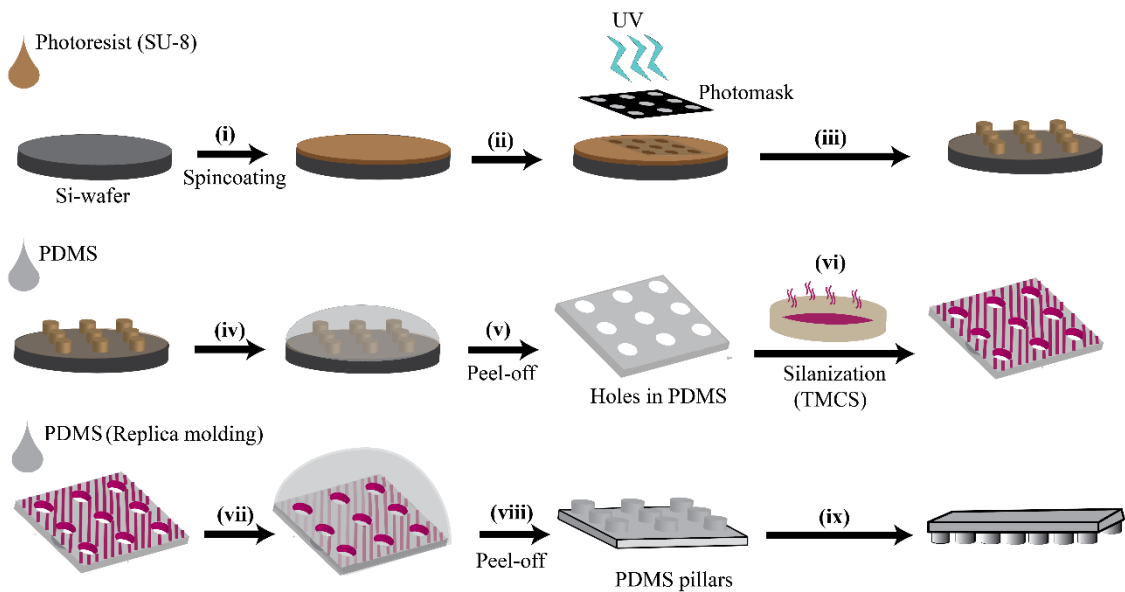 Photoresist (SU-8)
UV
Photomask
(i)
Spincoating
(ii)
(iii)
Si-wafer
PDMS
(iv)
(v)
Peel-off
Holes in PDMS
(vi)
Silanization
(TMCS)
PDMS (Replica molding)
(vii)
(viii)
Peel-off
PDMS pillars
(ix)